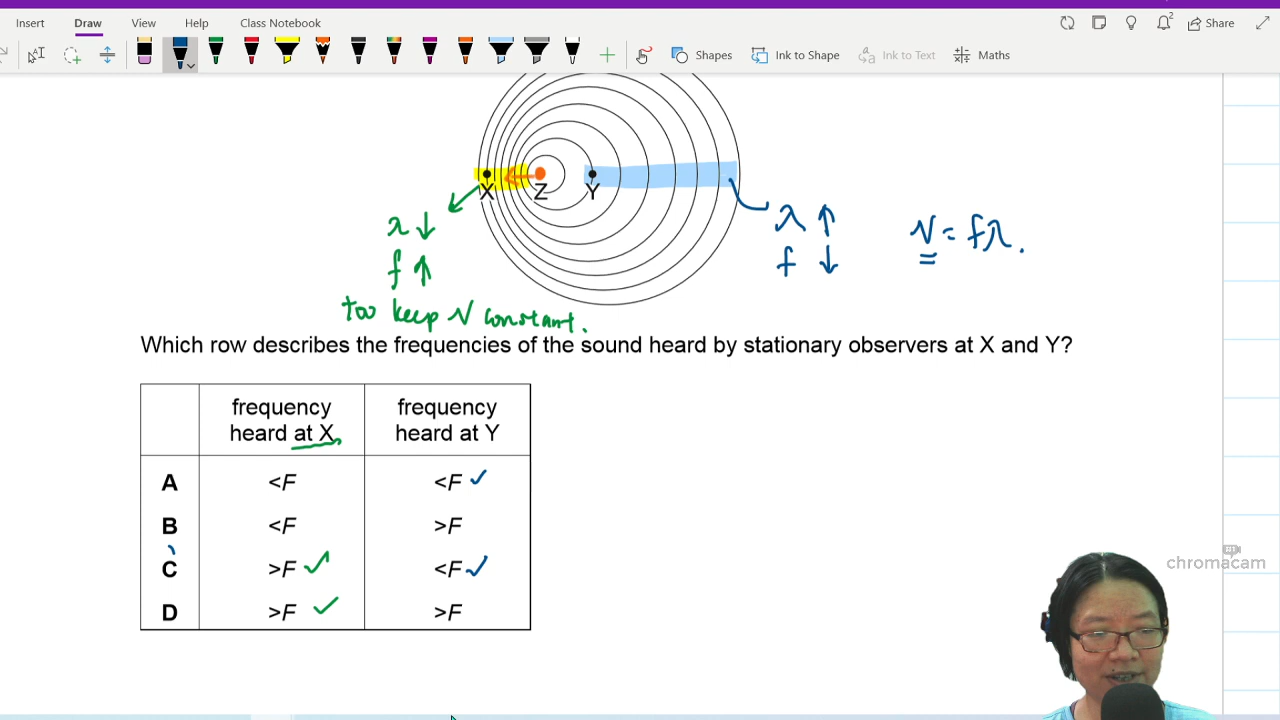 Insert Draw View Help Class Notebook Share
Shapes Ink to Shape Ink to Text Maths
X Z Y
λ ↓
f ↑
too keep v constant.
λ ↑
f ↓
v = fλ.
Which row describes the frequencies of the sound heard by stationary observers at X and Y?
frequency heard at X
frequency heard at Y
A <F <F ✓
B <F >F
C >F ✓ <F ✓
D >F ✓ >F
chromacam